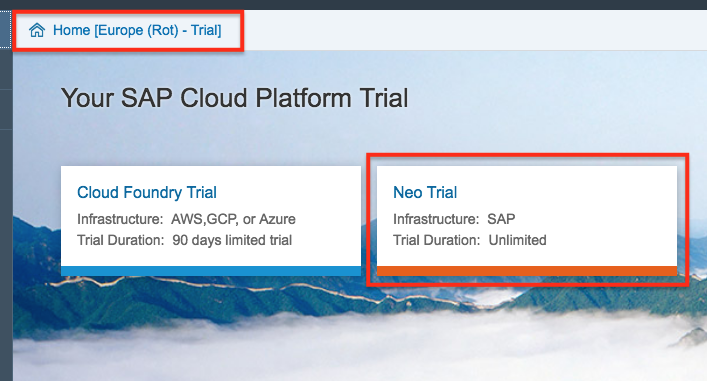 Home [Europe (Rot) - Trial]
Your SAP Cloud Platform Trial
Cloud Foundry Trial
Infrastructure: AWS,GCP, or Azure
Trial Duration: 90 days limited trial
Neo Trial
Infrastructure: SAP
Trial Duration: Unlimited